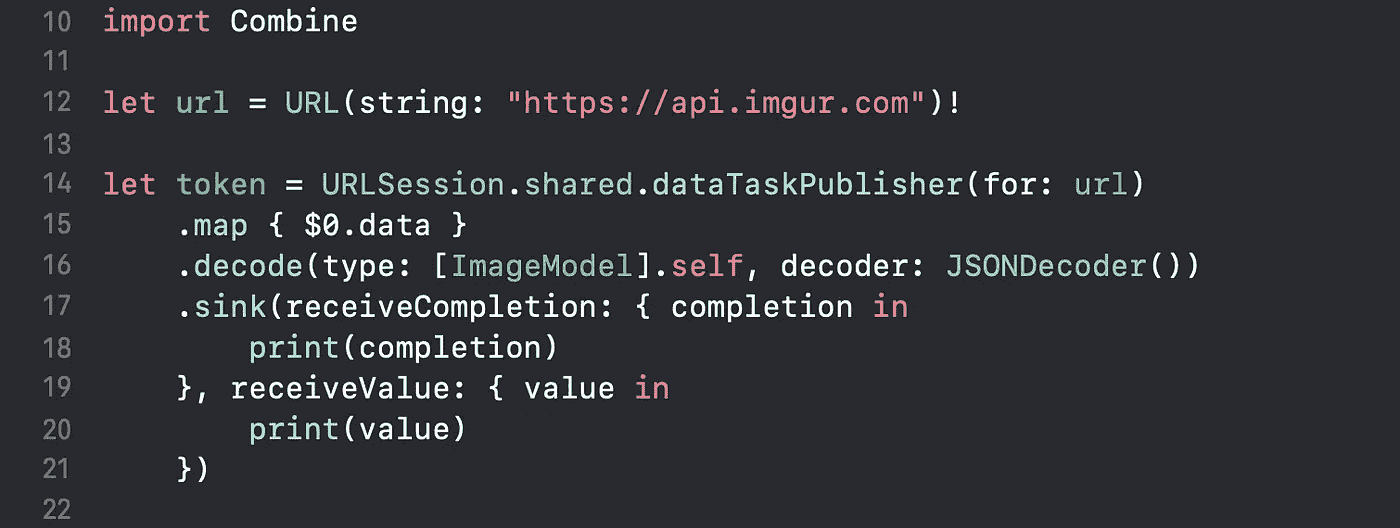 10 import Combine
11
12 let url = URL(string: "https://api.imgur.com")!
13
14 let token = URLSession.shared.dataTaskPublisher(for: url)
15     .map { $0.data }
16     .decode(type: [ImageModel].self, decoder: JSONDecoder())
17     .sink(receiveCompletion: { completion in
18         print(completion)
19     }, receiveValue: { value in
20         print(value)
21     })
22